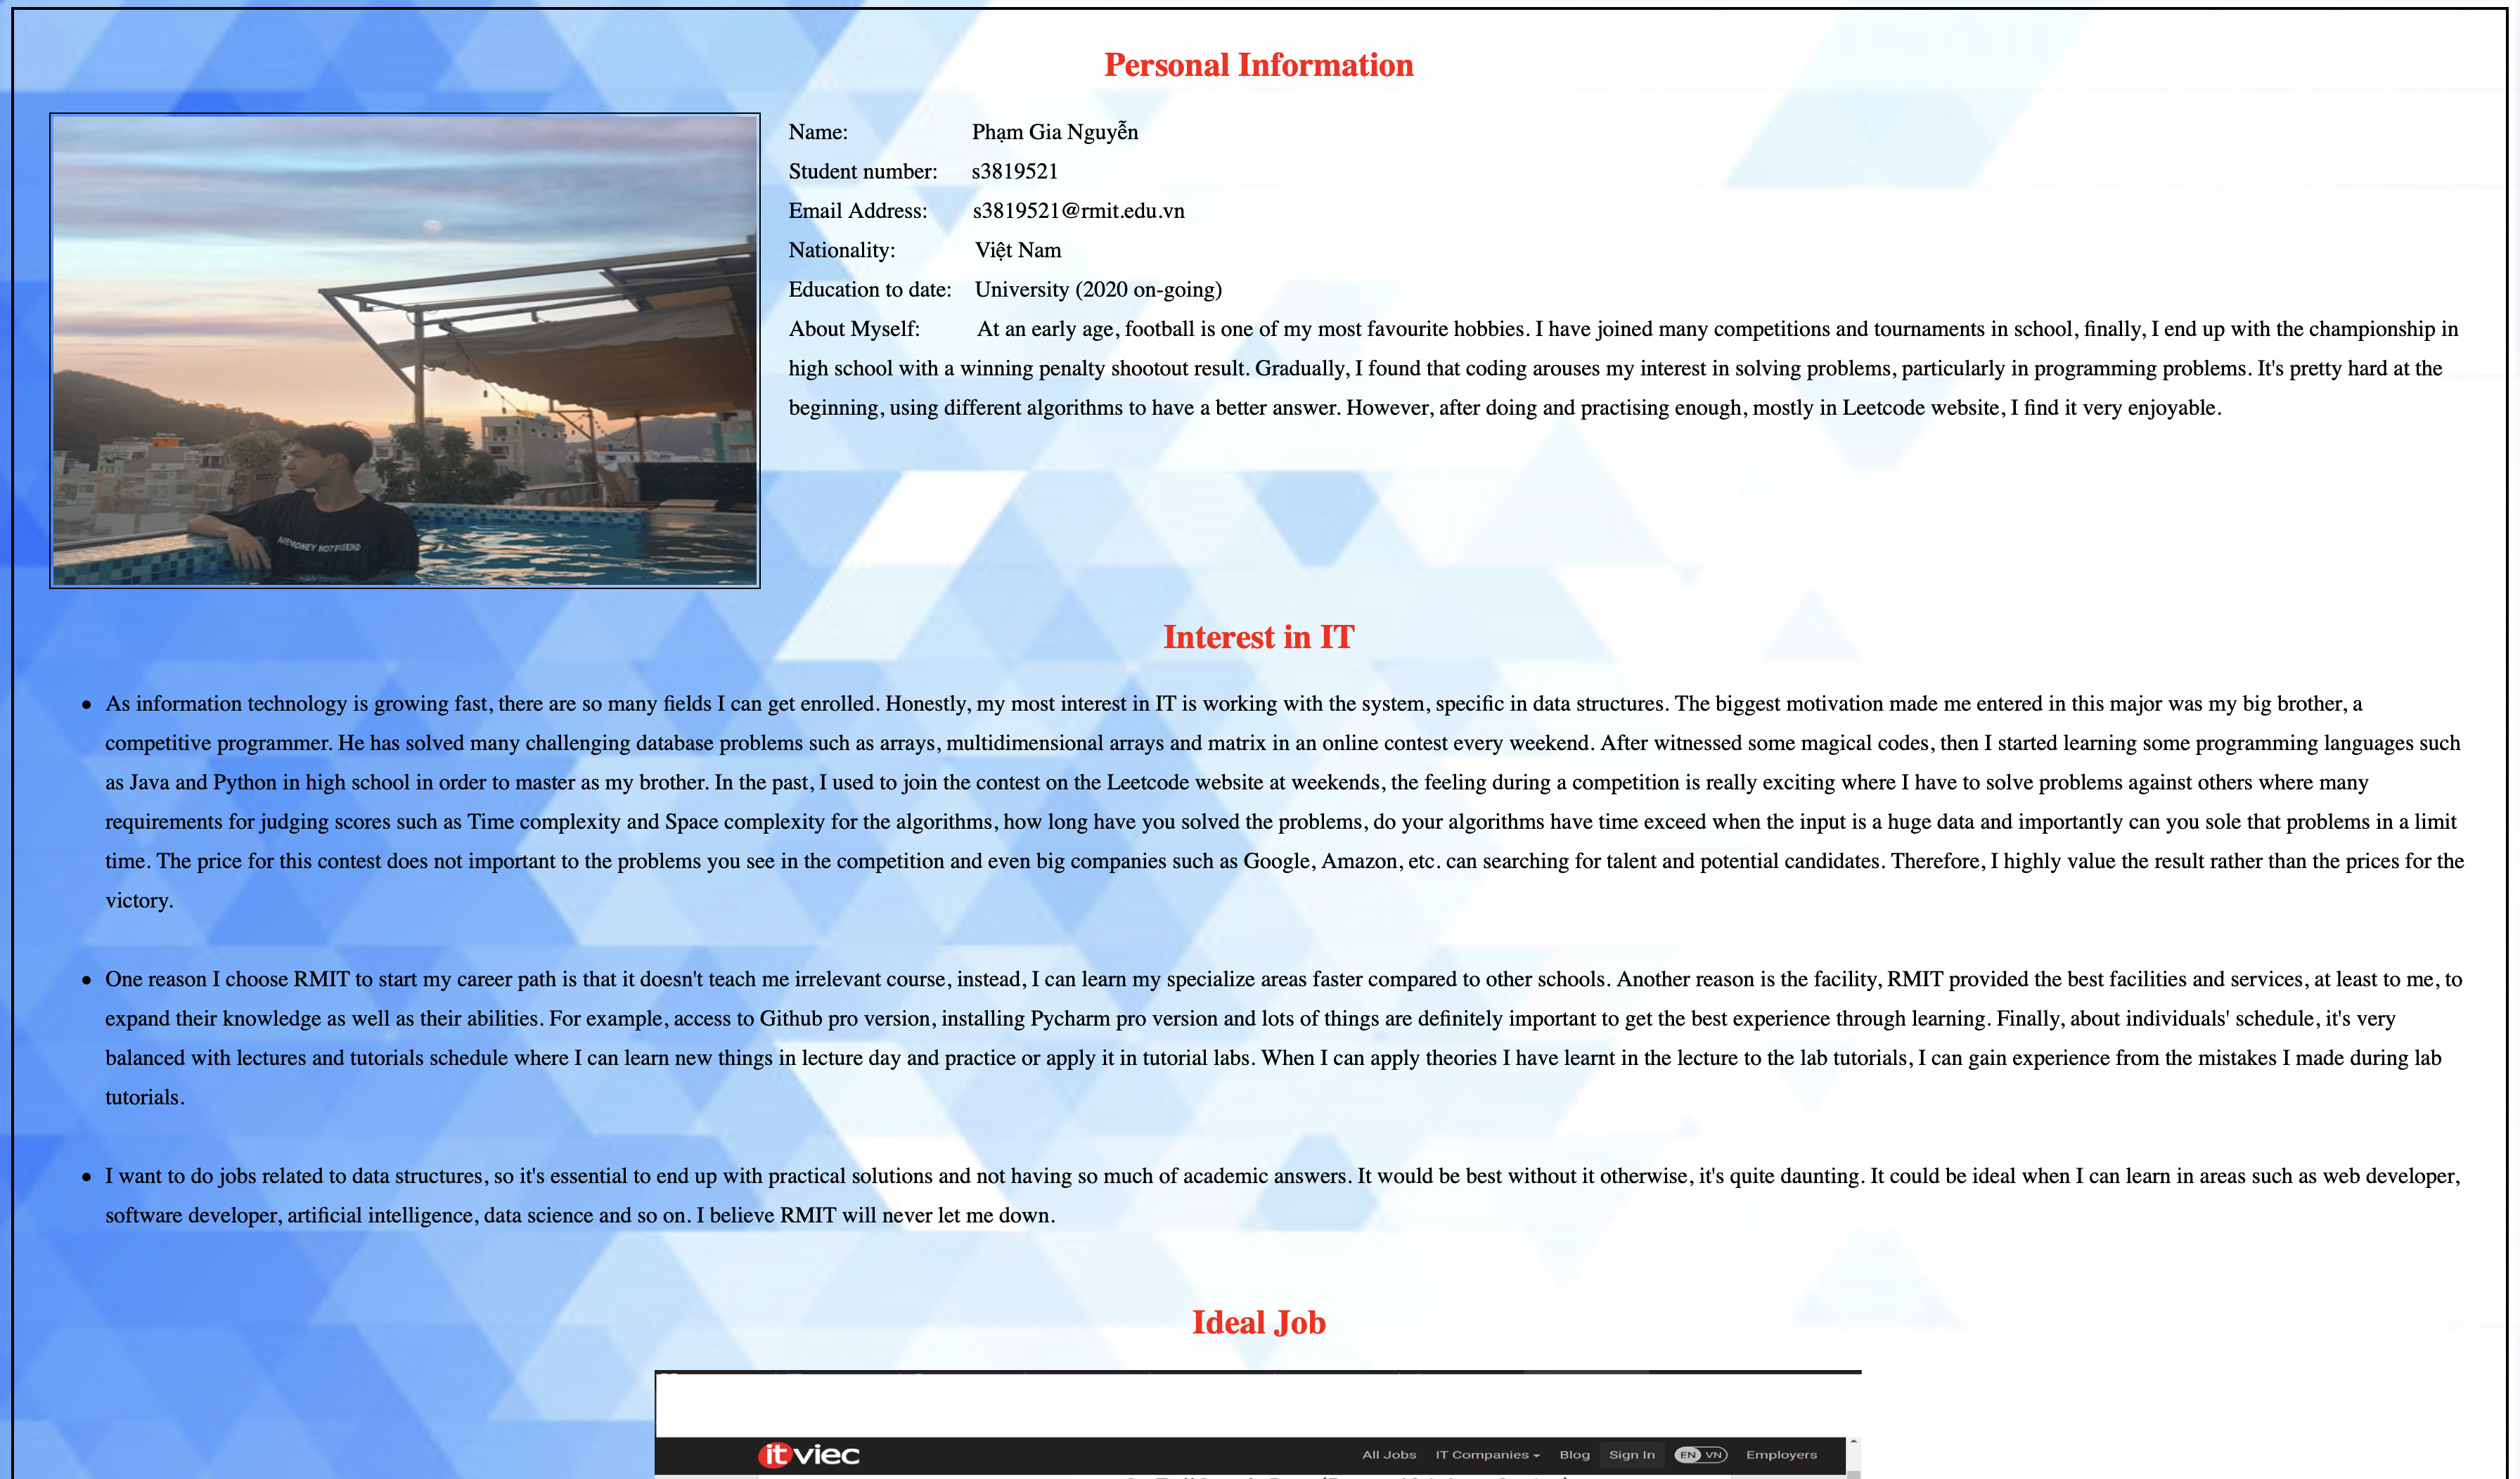 Personal Information
Name: Phạm Gia Nguyễn
Student number: s3819521
Email Address: s3819521@rmit.edu.vn
Nationality: Việt Nam
Education to date: University (2020 on-going)
About Myself: At an early age, football is one of my most favourite hobbies. I have joined many competitions and tournaments in school, finally, I end up with the championship in
high school with a winning penalty shootout result. Gradually, I found that coding arouses my interest in solving problems, particularly in programming problems. It's pretty hard at the
beginning, using different algorithms to have a better answer. However, after doing and practising enough, mostly in Leetcode website, I find it very enjoyable.
Interest in IT
• As information technology is growing fast, there are so many fields I can get enrolled. Honestly, my most interest in IT is working with the system, specific in data structures. The biggest motivation made me entered in this major was my big brother, a
competitive programmer. He has solved many challenging database problems such as arrays, multidimensional arrays and matrix in an online contest every weekend. After witnessed some magical codes, then I started learning some programming languages such
as Java and Python in high school in order to master as my brother. In the past, I used to join the contest on the Leetcode website at weekends, the feeling during a competition is really exciting where I have to solve problems against others where many
requirements for judging scores such as Time complexity and Space complexity for the algorithms, how long have you solved the problems, do your algorithms have time exceed when the input is a huge data and importantly can you sole that problems in a limit
time. The price for this contest does not important to the problems you see in the competition and even big companies such as Google, Amazon, etc. can searching for talent and potential candidates. Therefore, I highly value the result rather than the prices for the
victory.
• One reason I choose RMIT to start my career path is that it doesn't teach me irrelevant course, instead, I can learn my specialize areas faster compared to other schools. Another reason is the facility, RMIT provided the best facilities and services, at least to me, to
expand their knowledge as well as their abilities. For example, access to Github pro version, installing Pycharm pro version and lots of things are definitely important to get the best experience through learning. Finally, about individuals' schedule, it's very
balanced with lectures and tutorials schedule where I can learn new things in lecture day and practice or apply it in tutorial labs. When I can apply theories I have learnt in the lecture to the lab tutorials, I can gain experience from the mistakes I made during lab
tutorials.
• I want to do jobs related to data structures, so it's essential to end up with practical solutions and not having so much of academic answers. It would be best without it otherwise, it's quite daunting. It could be ideal when I can learn in areas such as web developer,
software developer, artificial intelligence, data science and so on. I believe RMIT will never let me down.
Ideal Job
itviec All Jobs IT Companies Blog Sign In EN VN Employers